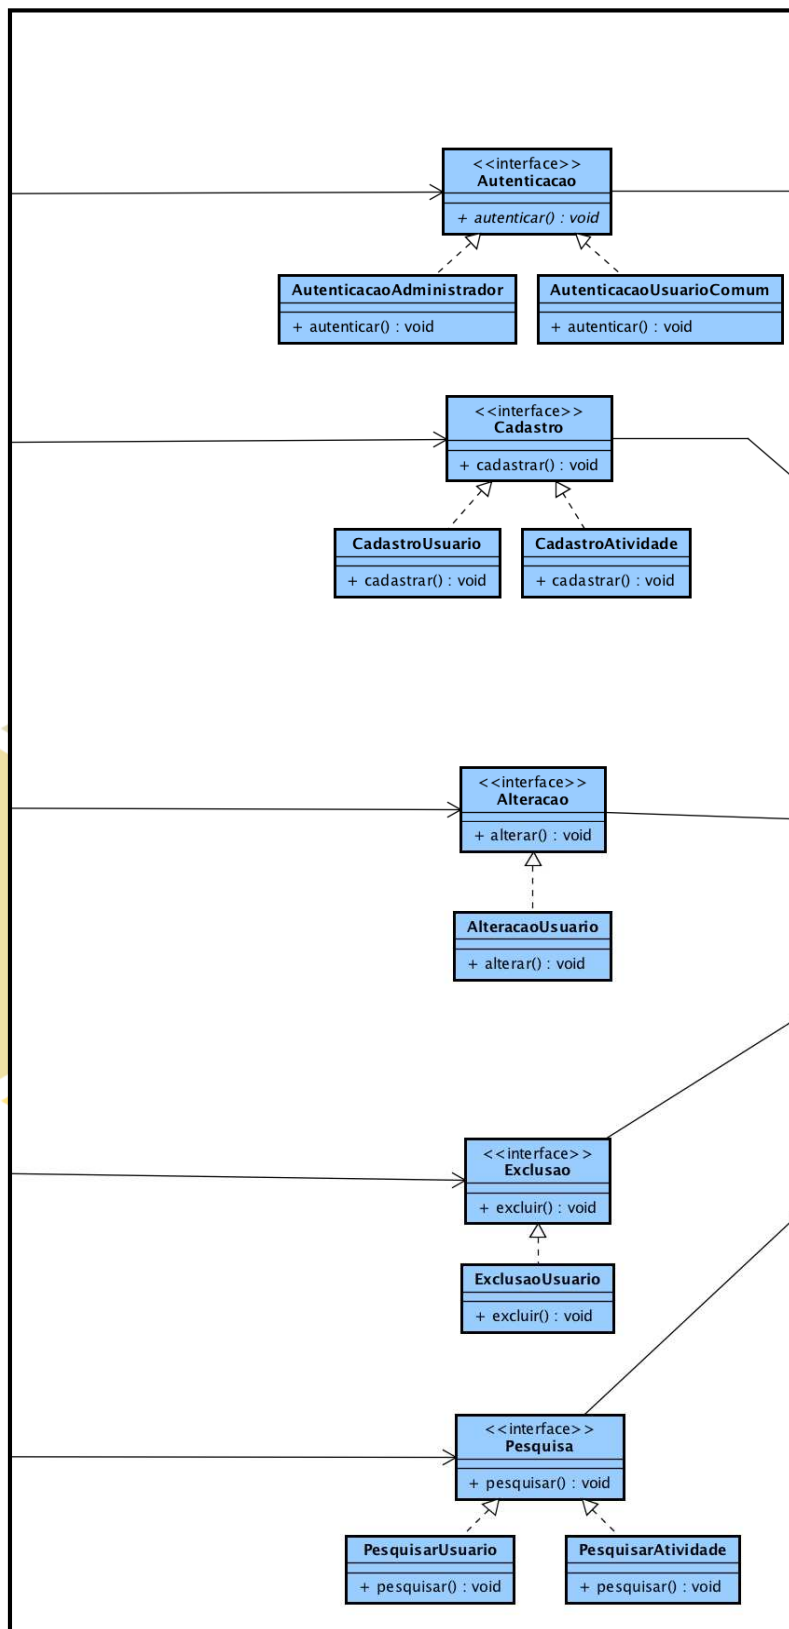 <<interface>>
Autenticacao
+ autenticar() : void
AutenticacaoAdministrador
+ autenticar() : void
AutenticacaoUsuarioComum
+ autenticar() : void
<<interface>>
Cadastro
+ cadastrar() : void
CadastroUsuario
+ cadastrar() : void
CadastroAtividade
+ cadastrar() : void
<<interface>>
Alteracao
+ alterar() : void
AlteracaoUsuario
+ alterar() : void
<<interface>>
Exclusao
+ excluir() : void
ExclusaoUsuario
+ excluir() : void
<<interface>>
Pesquisa
+ pesquisar() : void
PesquisarUsuario
+ pesquisar() : void
PesquisarAtividade
+ pesquisar() : void